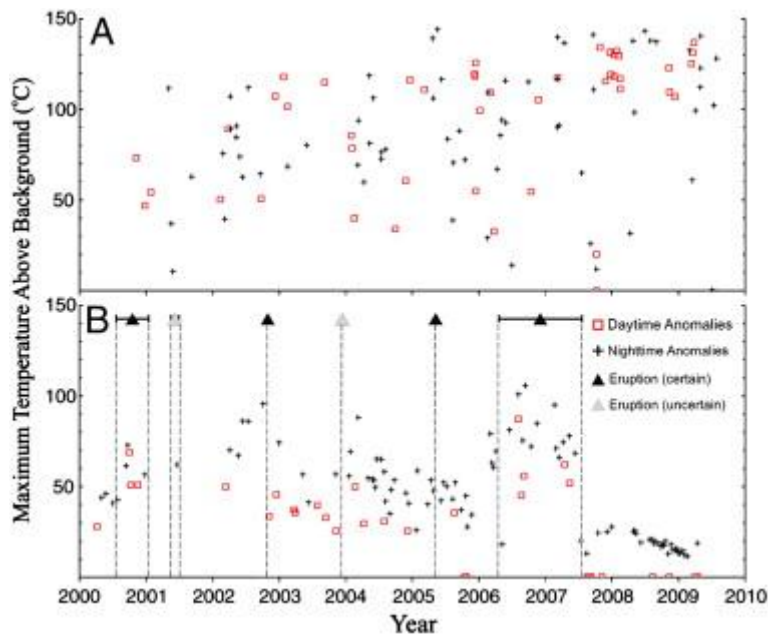 A
150
100
50
B
150
100
50
Maximum Temperature Above Background (°C)
Daytime Anomalies
Nighttime Anomalies
Eruption (certain)
Eruption (uncertain)
2000 2001 2002 2003 2004 2005 2006 2007 2008 2009 2010
Year